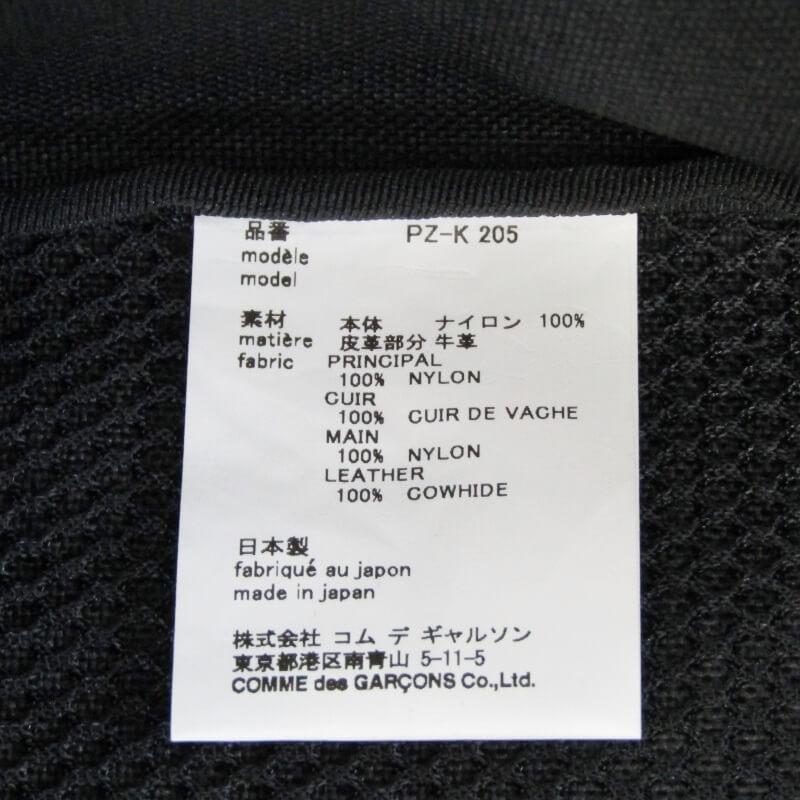 品番 PZ-K 205
modèle
model
素材 本体 ナイロン 100%
matière 皮革部分 牛革
fabric PRINCIPAL
100% NYLON
CUIR
100% CUIR DE VACHE
MAIN
100% NYLON
LEATHER
100% COWHIDE
日本製
fabriqué au japon
made in japan
株式会社 コム デ ギャルソン
東京都港区南青山 5-11-5
COMME des GARÇONS Co.,Ltd.